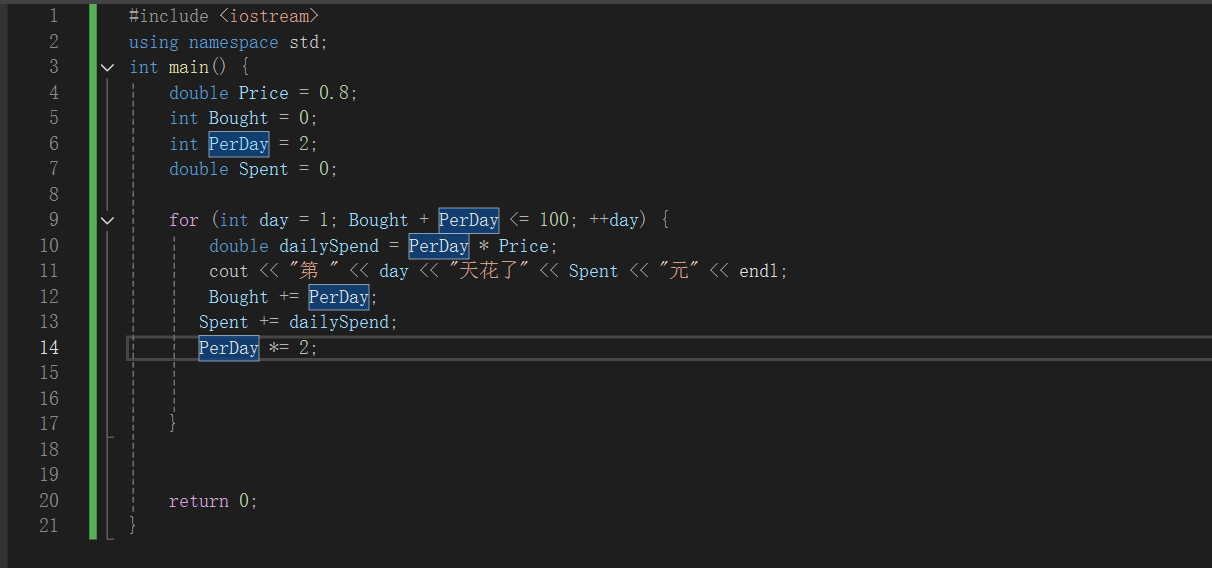 1 #include <iostream>
2 using namespace std;
3 int main() {
4 double Price = 0.8;
5 int Bought = 0;
6 int PerDay = 2;
7 double Spent = 0;
8
9 for (int day = 1; Bought + PerDay <= 100; ++day) {
10 double dailySpend = PerDay * Price;
11 cout << "第 " << day << "天花了" << Spent << "元" << endl;
12 Bought += PerDay;
13 Spent += dailySpend;
14 PerDay *= 2;
15
16
17 }
18
19
20 return 0;
21 }